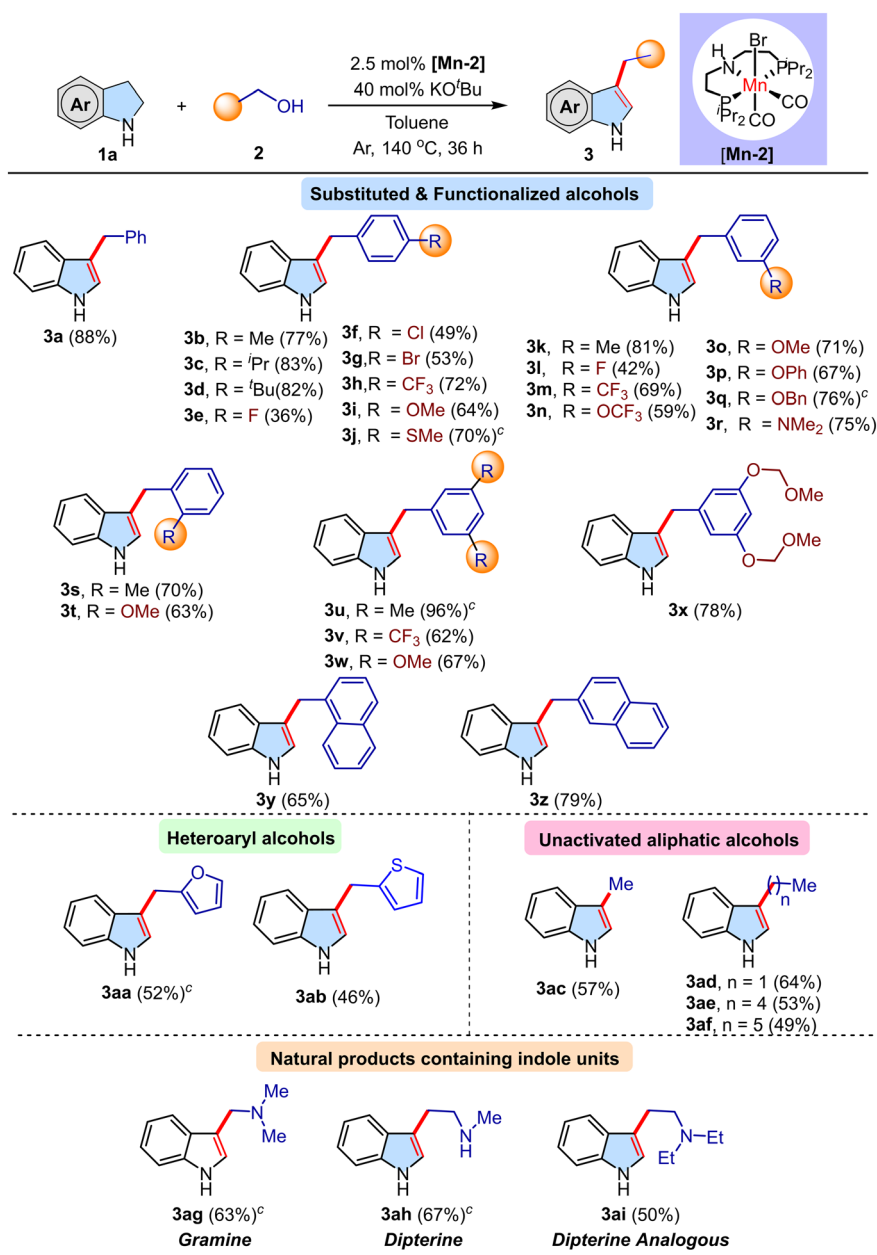 2.5 mol% [Mn-2]
40 mol% KOᵗBu
Toluene
Ar, 140 ºC, 36 h
Ar
N
H
1a
+
OH
2
Ar
N
H
3
H
N
Br
PⁱPr₂
Mn
P
ⁱPr₂
CO
CO
[Mn-2]
Substituted & Functionalized alcohols
Ph
N
H
3a (88%)
R
N
H
3b, R = Me (77%)
3c, R = ⁱPr (83%)
3d, R = ᵗBu(82%)
3e, R = F (36%)
3f, R = Cl (49%)
3g,R = Br (53%)
3h,R = CF₃ (72%)
3i, R = OMe (64%)
3j, R = SMe (70%)ᶜ
R
N
H
3k, R = Me (81%)
3l, R = F (42%)
3m, R = CF₃ (69%)
3n, R = OCF₃ (59%)
3o, R = OMe (71%)
3p, R = OPh (67%)
3q, R = OBn (76%)ᶜ
3r, R = NMe₂ (75%)
R
N
H
3s, R = Me (70%)
3t, R = OMe (63%)
R
R
N
H
3u, R = Me (96%)ᶜ
3v, R = CF₃ (62%)
3w, R = OMe (67%)
O
OMe
OMe
O
N
H
3x (78%)
N
H
3y (65%)
N
H
3z (79%)
Heteroaryl alcohols
O
N
H
3aa (52%)ᶜ
S
N
H
3ab (46%)
Unactivated aliphatic alcohols
Me
N
H
3ac (57%)
( )n Me
N
H
3ad, n = 1 (64%)
3ae, n = 4 (53%)
3af, n = 5 (49%)
Natural products containing indole units
Me
N
Me
N
H
3ag (63%)ᶜ
Gramine
Me
N
H
N
H
3ah (67%)ᶜ
Dipterine
N
Et
Et
N
H
3ai (50%)
Dipterine Analogous